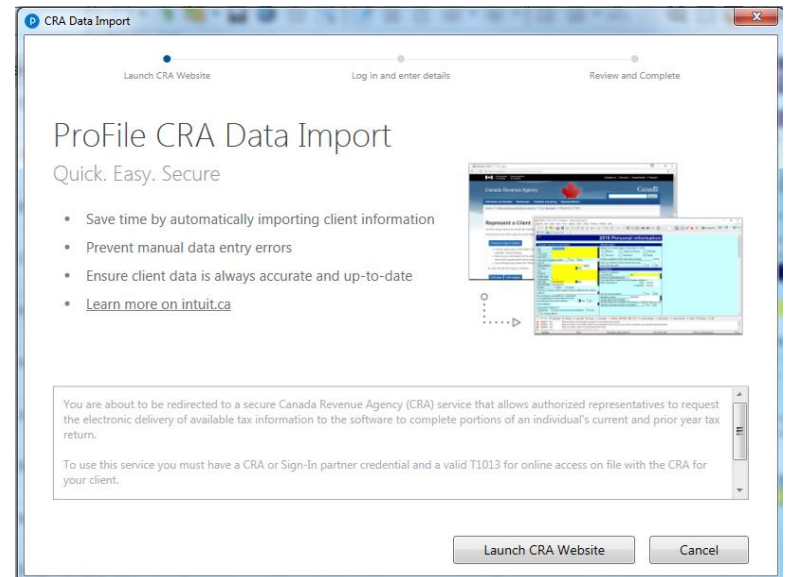 CRA Data Import
Launch CRA Website
Log in and enter details
Review and Complete
ProFile CRA Data Import
Quick. Easy. Secure
• Save time by automatically importing client information
• Prevent manual data entry errors
• Ensure client data is always accurate and up-to-date
• Learn more on intuit.ca
Canada Revenue Agency
Canada
Represent a Client
2016 Personal information
You are about to be redirected to a secure Canada Revenue Agency (CRA) service that allows authorized representatives to request
the electronic delivery of available tax information to the software to complete portions of an individual's current and prior year tax
return.
To use this service you must have a CRA or Sign-In partner credential and a valid T1013 for online access on file with the CRA for
your client.
Launch CRA Website
Cancel